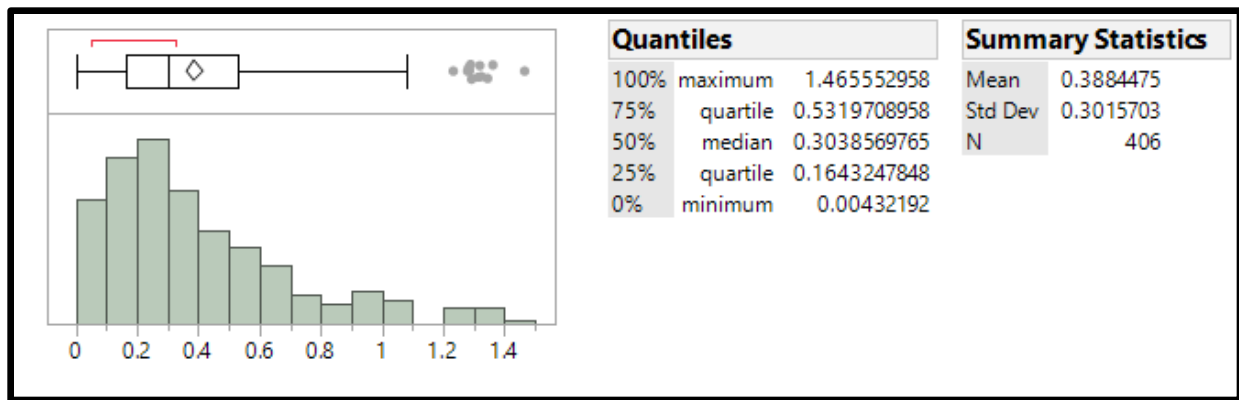 Quantiles
100% maximum 1.465552958
75% quartile 0.5319708958
50% median 0.3038569765
25% quartile 0.1643247848
0% minimum 0.00432192
Summary Statistics
Mean 0.3884475
Std Dev 0.3015703
N 406
0 0.2 0.4 0.6 0.8 1 1.2 1.4